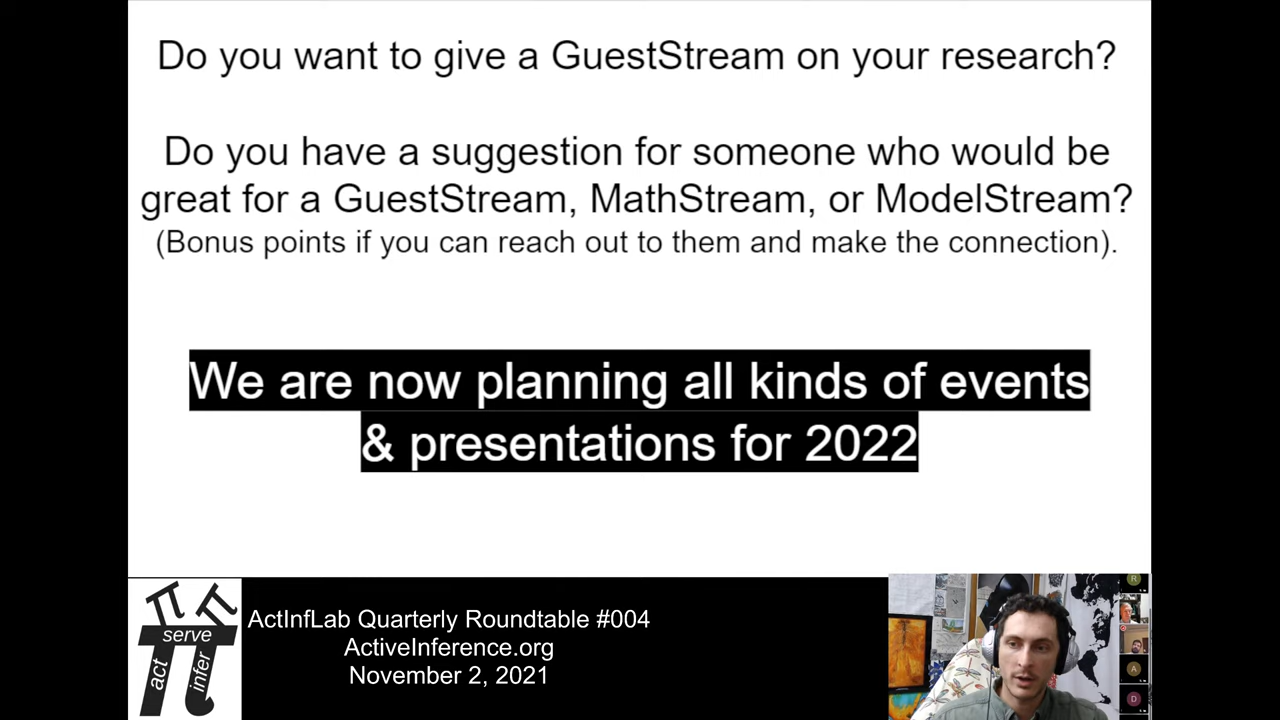 Do you want to give a GuestStream on your research?
Do you have a suggestion for someone who would be
great for a GuestStream, MathStream, or ModelStream?
(Bonus points if you can reach out to them and make the connection).
We are now planning all kinds of events
& presentations for 2022
serve
act
infer
ActInfLab Quarterly Roundtable #004
ActiveInference.org
November 2, 2021
R
A
D